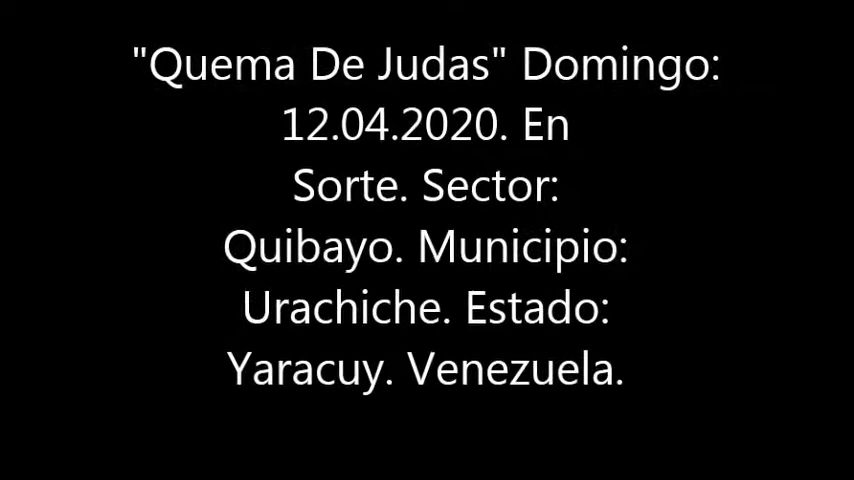 "Quema De Judas" Domingo:
12.04.2020. En
Sorte. Sector:
Quibayo. Municipio:
Urachiche. Estado:
Yaracuy. Venezuela.